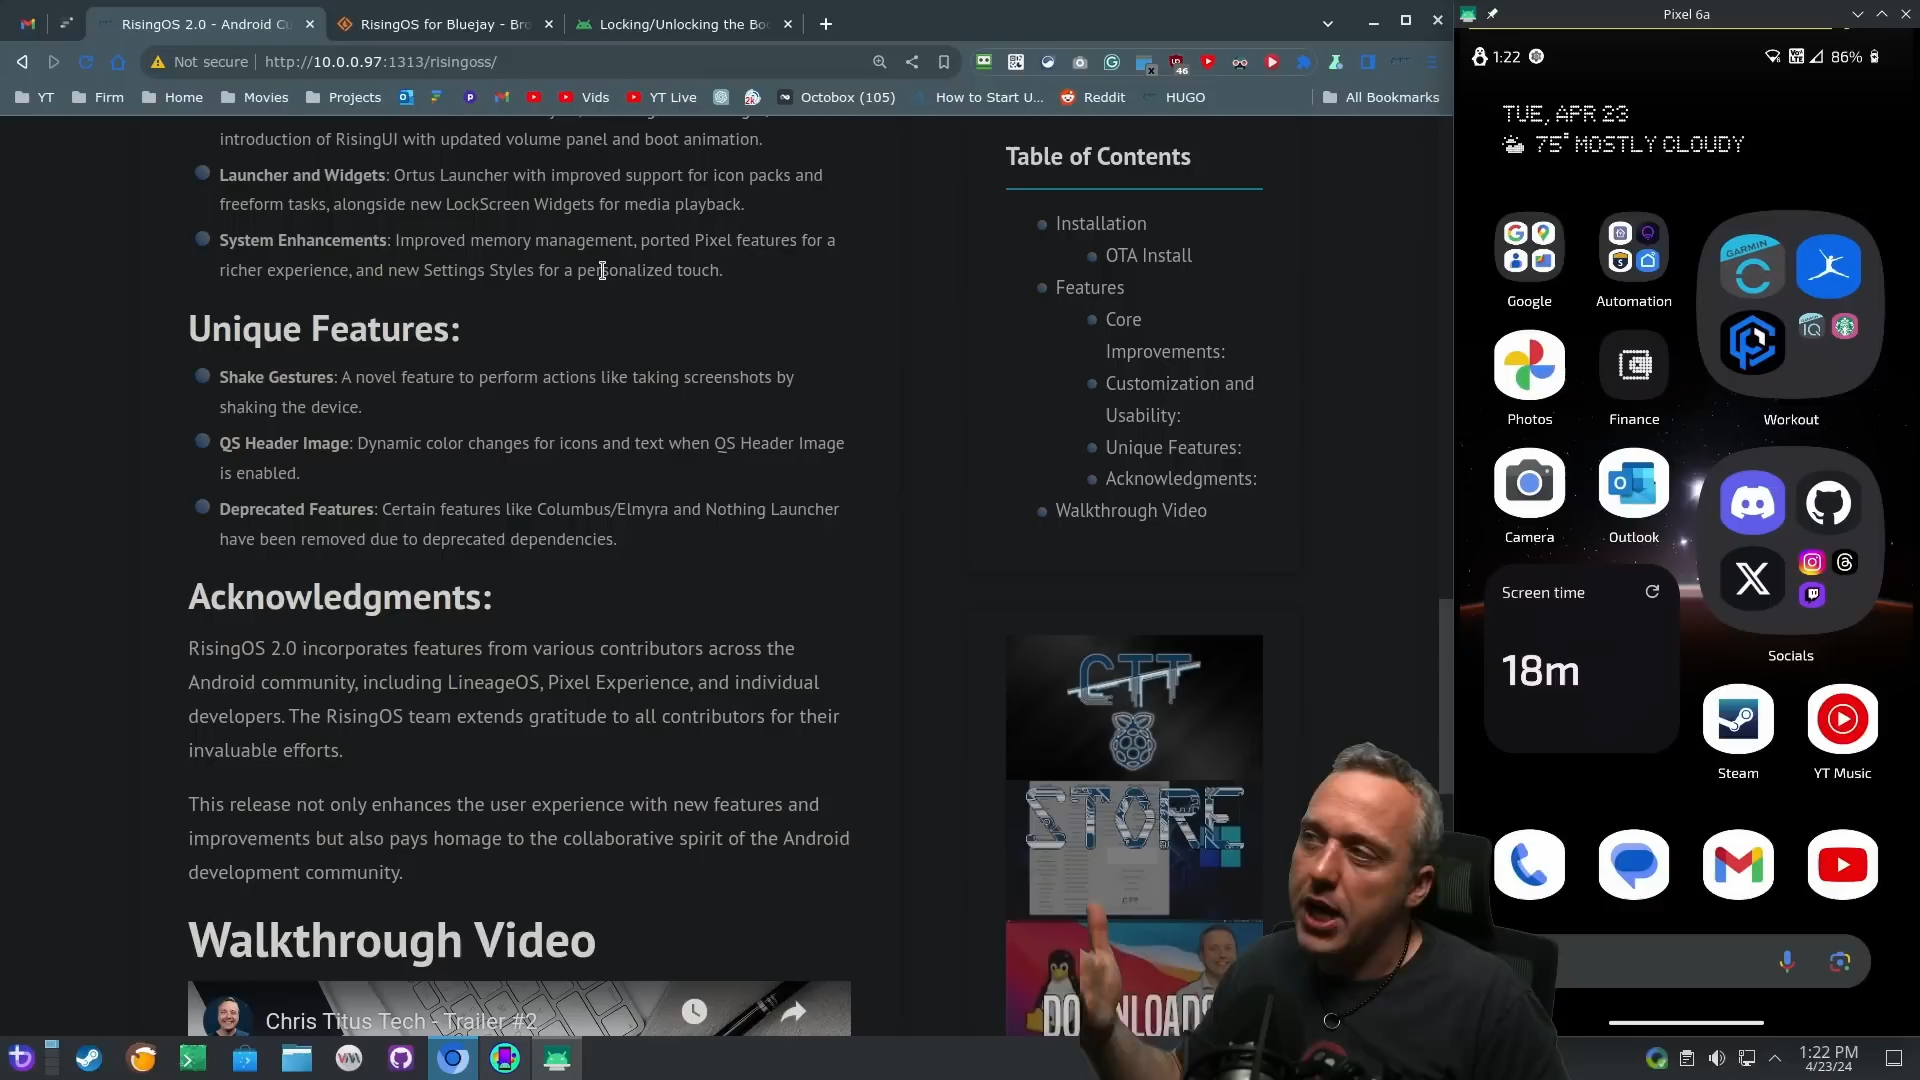 RisingOS 2.0 - Android Cu
RisingOS for Bluejay - Bro
Locking/Unlocking the Boo
Pixel 6a
Not secure
http://10.0.0.97:1313/risingoss/
46
YT
Firm
Home
Movies
Projects
Vids
YT Live
Octobox (105)
How to Start U...
Reddit
HUGO
All Bookmarks
introduction of RisingUI with updated volume panel and boot animation.
Launcher and Widgets: Ortus Launcher with improved support for icon packs and
freeform tasks, alongside new LockScreen Widgets for media playback.
System Enhancements: Improved memory management, ported Pixel features for a
richer experience, and new Settings Styles for a personalized touch.
Unique Features:
Shake Gestures: A novel feature to perform actions like taking screenshots by
shaking the device.
QS Header Image: Dynamic color changes for icons and text when QS Header Image
is enabled.
Deprecated Features: Certain features like Columbus/Elmyra and Nothing Launcher
have been removed due to deprecated dependencies.
Acknowledgments:
RisingOS 2.0 incorporates features from various contributors across the
Android community, including LineageOS, Pixel Experience, and individual
developers. The RisingOS team extends gratitude to all contributors for their
invaluable efforts.
This release not only enhances the user experience with new features and
improvements but also pays homage to the collaborative spirit of the Android
development community.
Walkthrough Video
Chris Titus Tech - Trailer #2
Table of Contents
Installation
OTA Install
Features
Core
Improvements:
Customization and
Usability:
Unique Features:
Acknowledgments:
Walkthrough Video
CTT
STORE
DOWNLOADS
1:22
86%
TUE, APR 23
75° MOSTLY CLOUDY
Google
Automation
GARMIN
IQ
Photos
Finance
Workout
Camera
Outlook
Screen time
18m
Socials
Steam
YT Music
1:22 PM
4/23/24